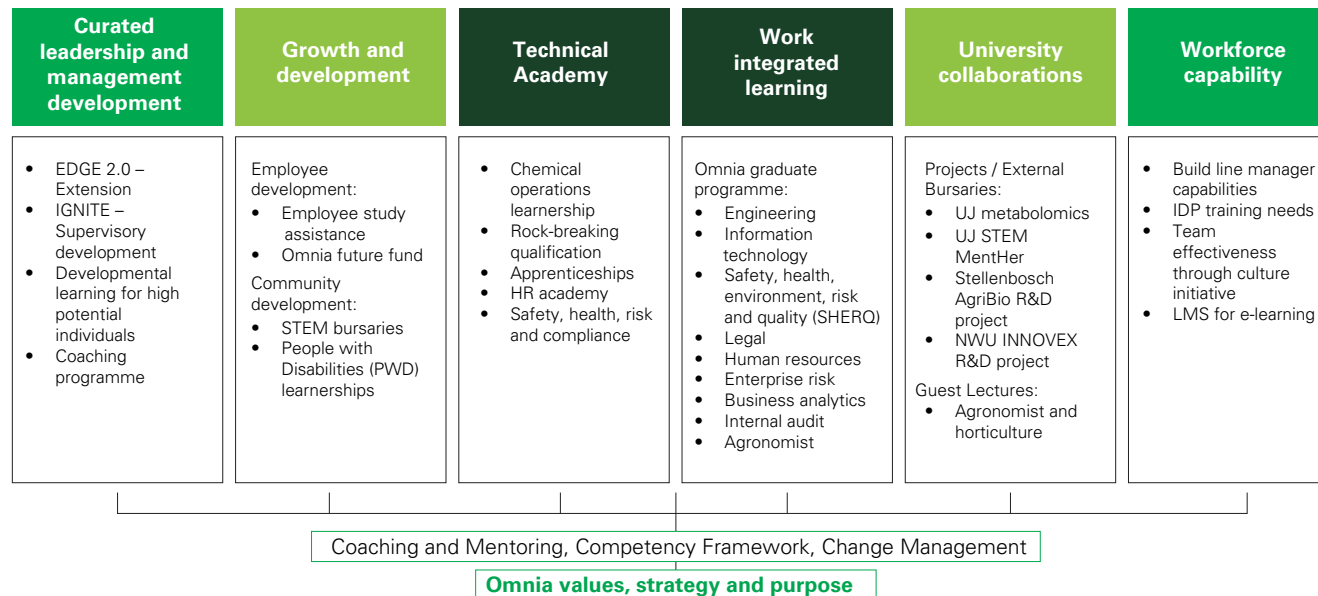 Curated
leadership and
management
development
• EDGE 2.0 –
Extension
• IGNITE –
Supervisory
development
• Developmental
learning for high
potential
individuals
• Coaching
programme
Growth and
development
Employee
development:
• Employee study
assistance
• Omnia future fund
Community
development:
• STEM bursaries
• People with
Disabilities (PWD)
learnerships
Technical
Academy
• Chemical
operations
learnership
• Rock-breaking
qualification
• Apprenticeships
• HR academy
• Safety, health, risk
and compliance
Work
integrated
learning
Omnia graduate
programme:
• Engineering
• Information
technology
• Safety, health,
environment, risk
and quality (SHERQ)
• Legal
• Human resources
• Enterprise risk
• Business analytics
• Internal audit
• Agronomist
University
collaborations
Projects / External
Bursaries:
• UJ metabolomics
• UJ STEM
MentHer
• Stellenbosch
AgriBio R&D
project
• NWU INNOVEX
R&D project
Guest Lectures:
• Agronomist and
horticulture
Workforce
capability
• Build line manager
capabilities
• IDP training needs
• Team
effectiveness
through culture
initiative
• LMS for e-learning
Coaching and Mentoring, Competency Framework, Change Management
Omnia values, strategy and purpose